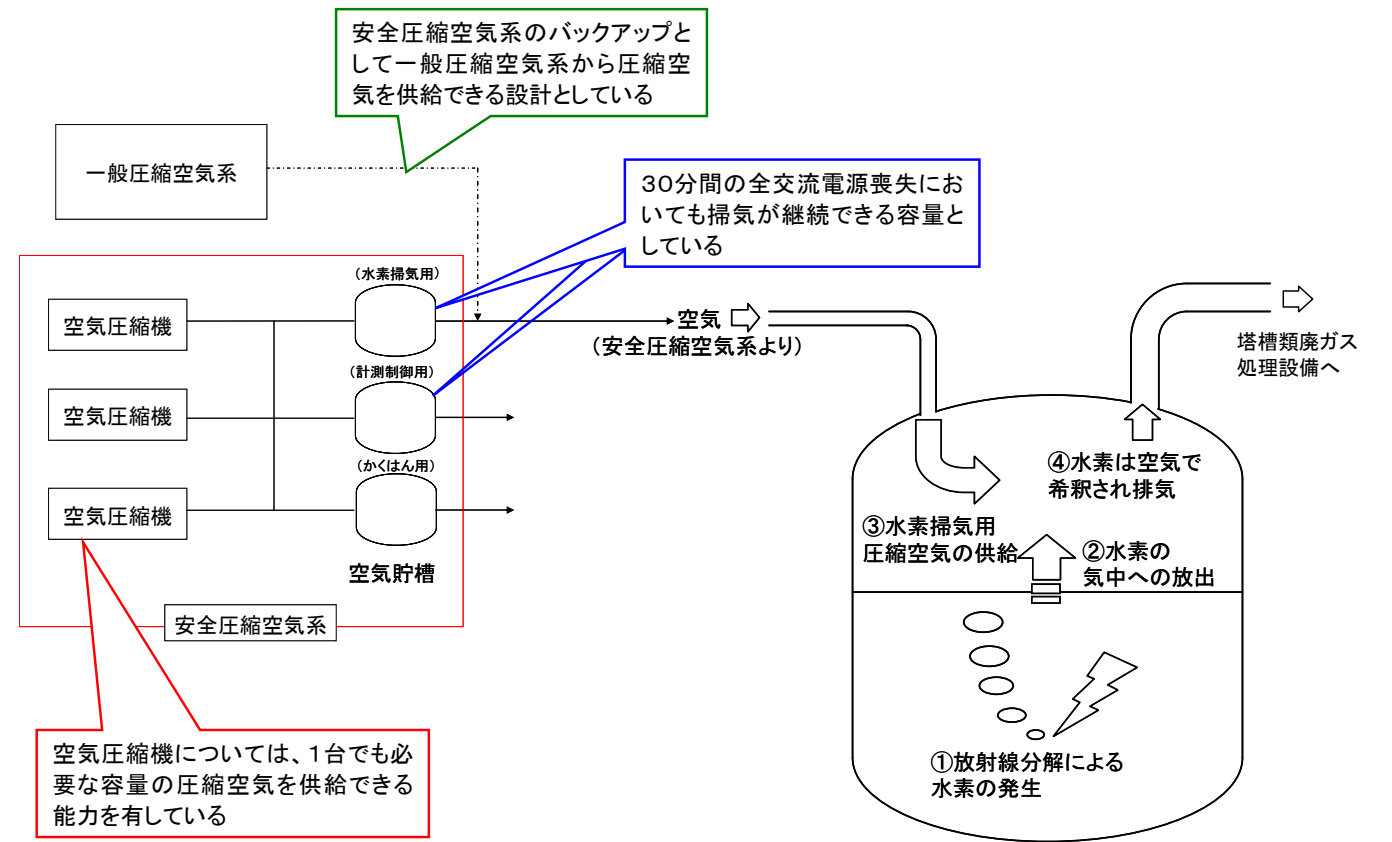 安全圧縮空気系のバックアップと
して一般圧縮空気系から圧縮空
気を供給できる設計としている
一般圧縮空気系
30分間の全交流電源喪失にお
いても掃気が継続できる容量と
している
(水素掃気用)
空気圧縮機
空気
(安全圧縮空気系より)
塔槽類廃ガス
処理設備へ
(計測制御用)
空気圧縮機
(かくはん用)
空気圧縮機
空気貯槽
安全圧縮空気系
④水素は空気で
希釈され排気
③水素掃気用
圧縮空気の供給
②水素の
気中への放出
①放射線分解による
水素の発生
空気圧縮機については、1台でも必
要な容量の圧縮空気を供給できる
能力を有している